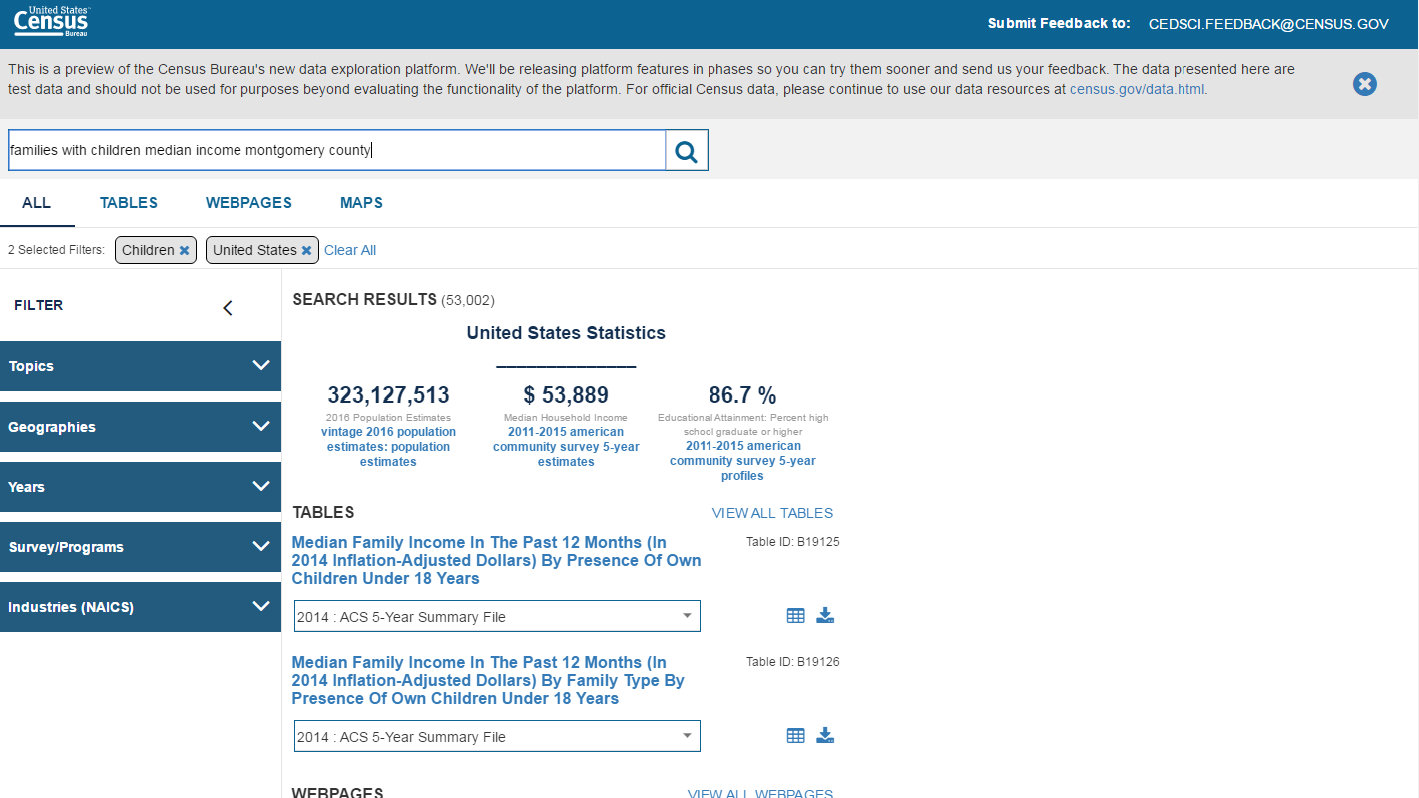 United States™
Census
Bureau
Submit Feedback to: CEDSCI.FEEDBACK@CENSUS.GOV
This is a preview of the Census Bureau's new data exploration platform. We'll be releasing platform features in phases so you can try them sooner and send us your feedback. The data presented here are
test data and should not be used for purposes beyond evaluating the functionality of the platform. For official Census data, please continue to use our data resources at census.gov/data.html.
families with children median income montgomery county
ALL TABLES WEBPAGES MAPS
2 Selected Filters: Children United States Clear All
FILTER
Topics
Geographies
Years
Survey/Programs
Industries (NAICS)
SEARCH RESULTS (53,002)
United States Statistics
323,127,513
2016 Population Estimates
vintage 2016 population
estimates: population
estimates
$ 53,889
Median Household Income
2011-2015 american
community survey 5-year
estimates
86.7 %
Educational Attainment: Percent high
school graduate or higher
2011-2015 american
community survey 5-year
profiles
TABLES VIEW ALL TABLES
Median Family Income In The Past 12 Months (In
2014 Inflation-Adjusted Dollars) By Presence Of Own
Children Under 18 Years
Table ID: B19125
2014 : ACS 5-Year Summary File
Median Family Income In The Past 12 Months (In
2014 Inflation-Adjusted Dollars) By Family Type By
Presence Of Own Children Under 18 Years
Table ID: B19126
2014 : ACS 5-Year Summary File
WEBPAGES VIEW ALL WEBPAGES